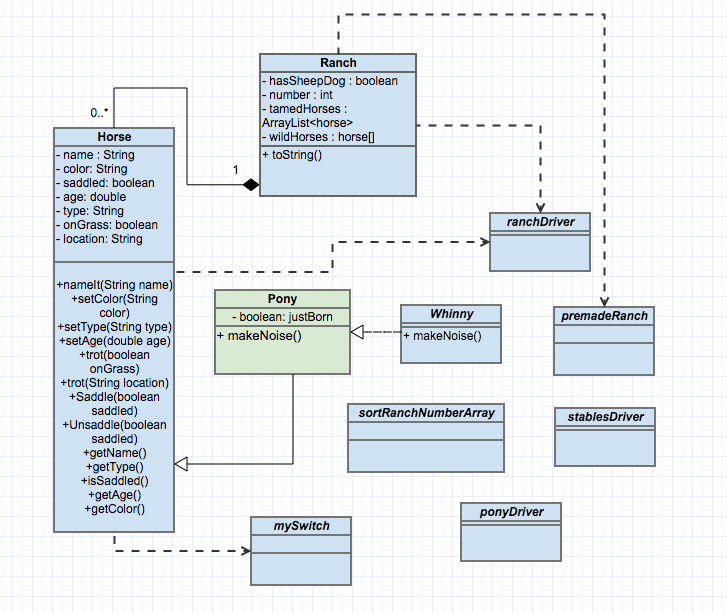 Ranch
- hasSheepDog : boolean
- number : int
- tamedHorses :
ArrayList<horse>
- wildHorses : horse[]
+ toString()
0..*
1
Horse
- name : String
- color: String
- saddled: boolean
- age: double
- type: String
- onGrass: boolean
- location: String
+nameIt(String name)
+setColor(String
color)
+setType(String type)
+setAge(double age)
+trot(boolean
onGrass)
+trot(String location)
+Saddle(boolean
saddled)
+Unsaddle(boolean
saddled)
+getName()
+getType()
+isSaddled()
+getAge()
+getColor()
ranchDriver
Pony
- boolean: justBorn
+ makeNoise()
Whinny
+ makeNoise()
premadeRanch
sortRanchNumberArray
stablesDriver
mySwitch
ponyDriver